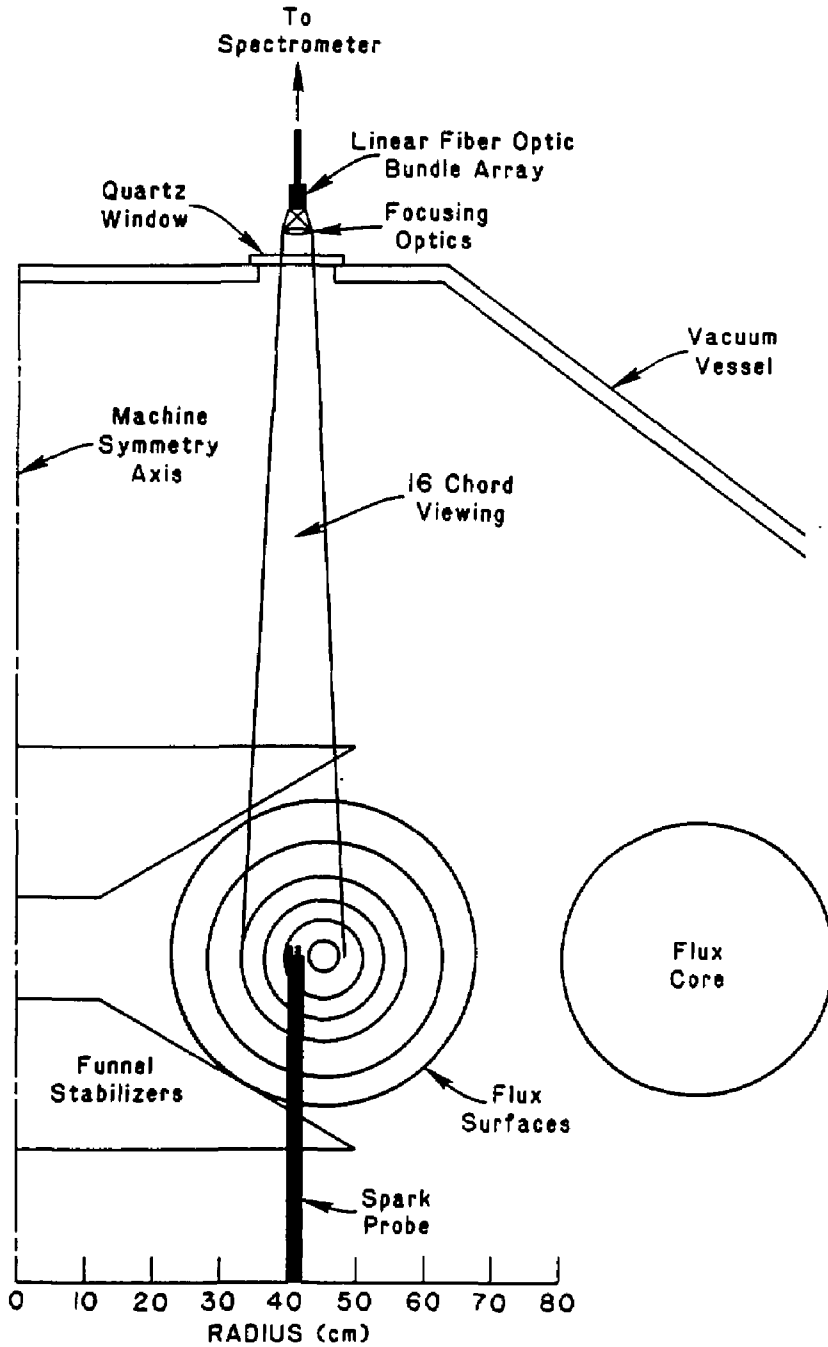 To
Spectrometer
Linear Fiber Optic
Bundle Array
Quartz
Window
Focusing
Optics
Vacuum
Vessel
Machine
Symmetry
Axis
16 Chord
Viewing
Flux
Core
Funnel
Stabilizers
Flux
Surfaces
Spark
Probe
0 10 20 30 40 50 60 70 80
RADIUS (cm)